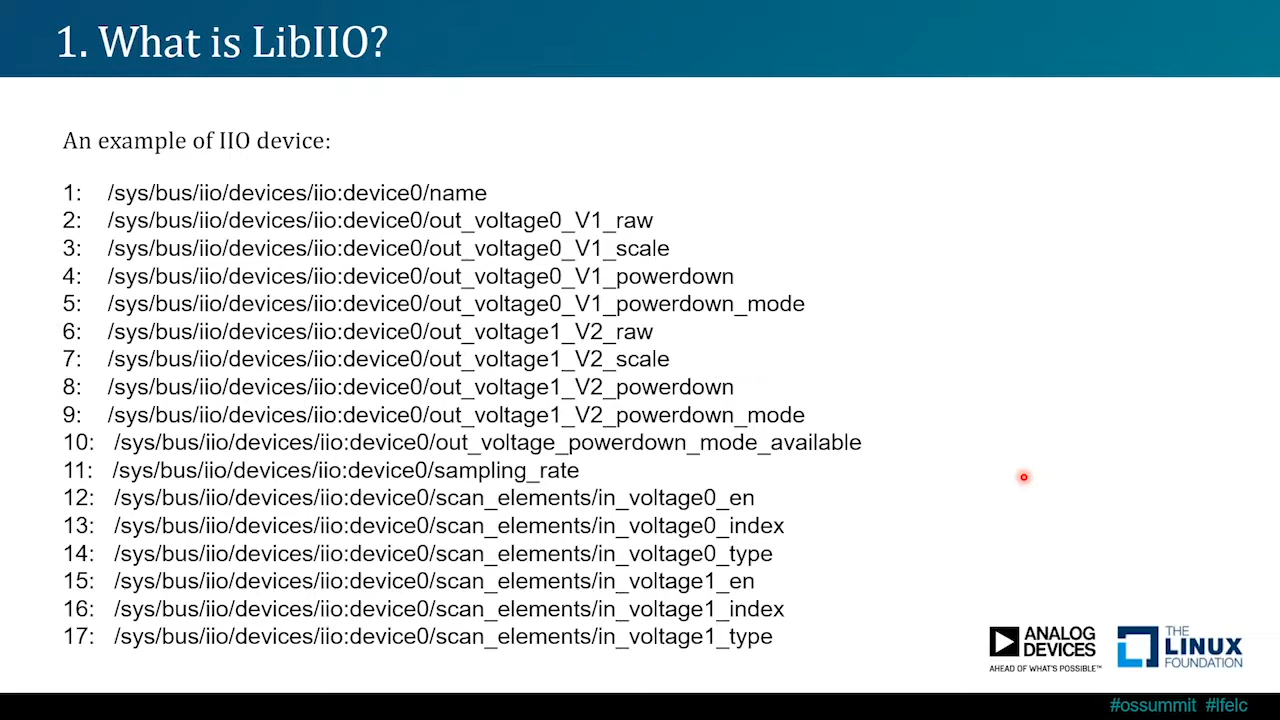 1. What is LibIIO?
An example of IIO device:
1: /sys/bus/iio/devices/iio:device0/name
2: /sys/bus/iio/devices/iio:device0/out_voltage0_V1_raw
3: /sys/bus/iio/devices/iio:device0/out_voltage0_V1_scale
4: /sys/bus/iio/devices/iio:device0/out_voltage0_V1_powerdown
5: /sys/bus/iio/devices/iio:device0/out_voltage0_V1_powerdown_mode
6: /sys/bus/iio/devices/iio:device0/out_voltage1_V2_raw
7: /sys/bus/iio/devices/iio:device0/out_voltage1_V2_scale
8: /sys/bus/iio/devices/iio:device0/out_voltage1_V2_powerdown
9: /sys/bus/iio/devices/iio:device0/out_voltage1_V2_powerdown_mode
10: /sys/bus/iio/devices/iio:device0/out_voltage_powerdown_mode_available
11: /sys/bus/iio/devices/iio:device0/sampling_rate
12: /sys/bus/iio/devices/iio:device0/scan_elements/in_voltage0_en
13: /sys/bus/iio/devices/iio:device0/scan_elements/in_voltage0_index
14: /sys/bus/iio/devices/iio:device0/scan_elements/in_voltage0_type
15: /sys/bus/iio/devices/iio:device0/scan_elements/in_voltage1_en
16: /sys/bus/iio/devices/iio:device0/scan_elements/in_voltage1_index
17: /sys/bus/iio/devices/iio:device0/scan_elements/in_voltage1_type
ANALOG
DEVICES
AHEAD OF WHAT'S POSSIBLE™
THE
LINUX
FOUNDATION
#ossummit #lfelc